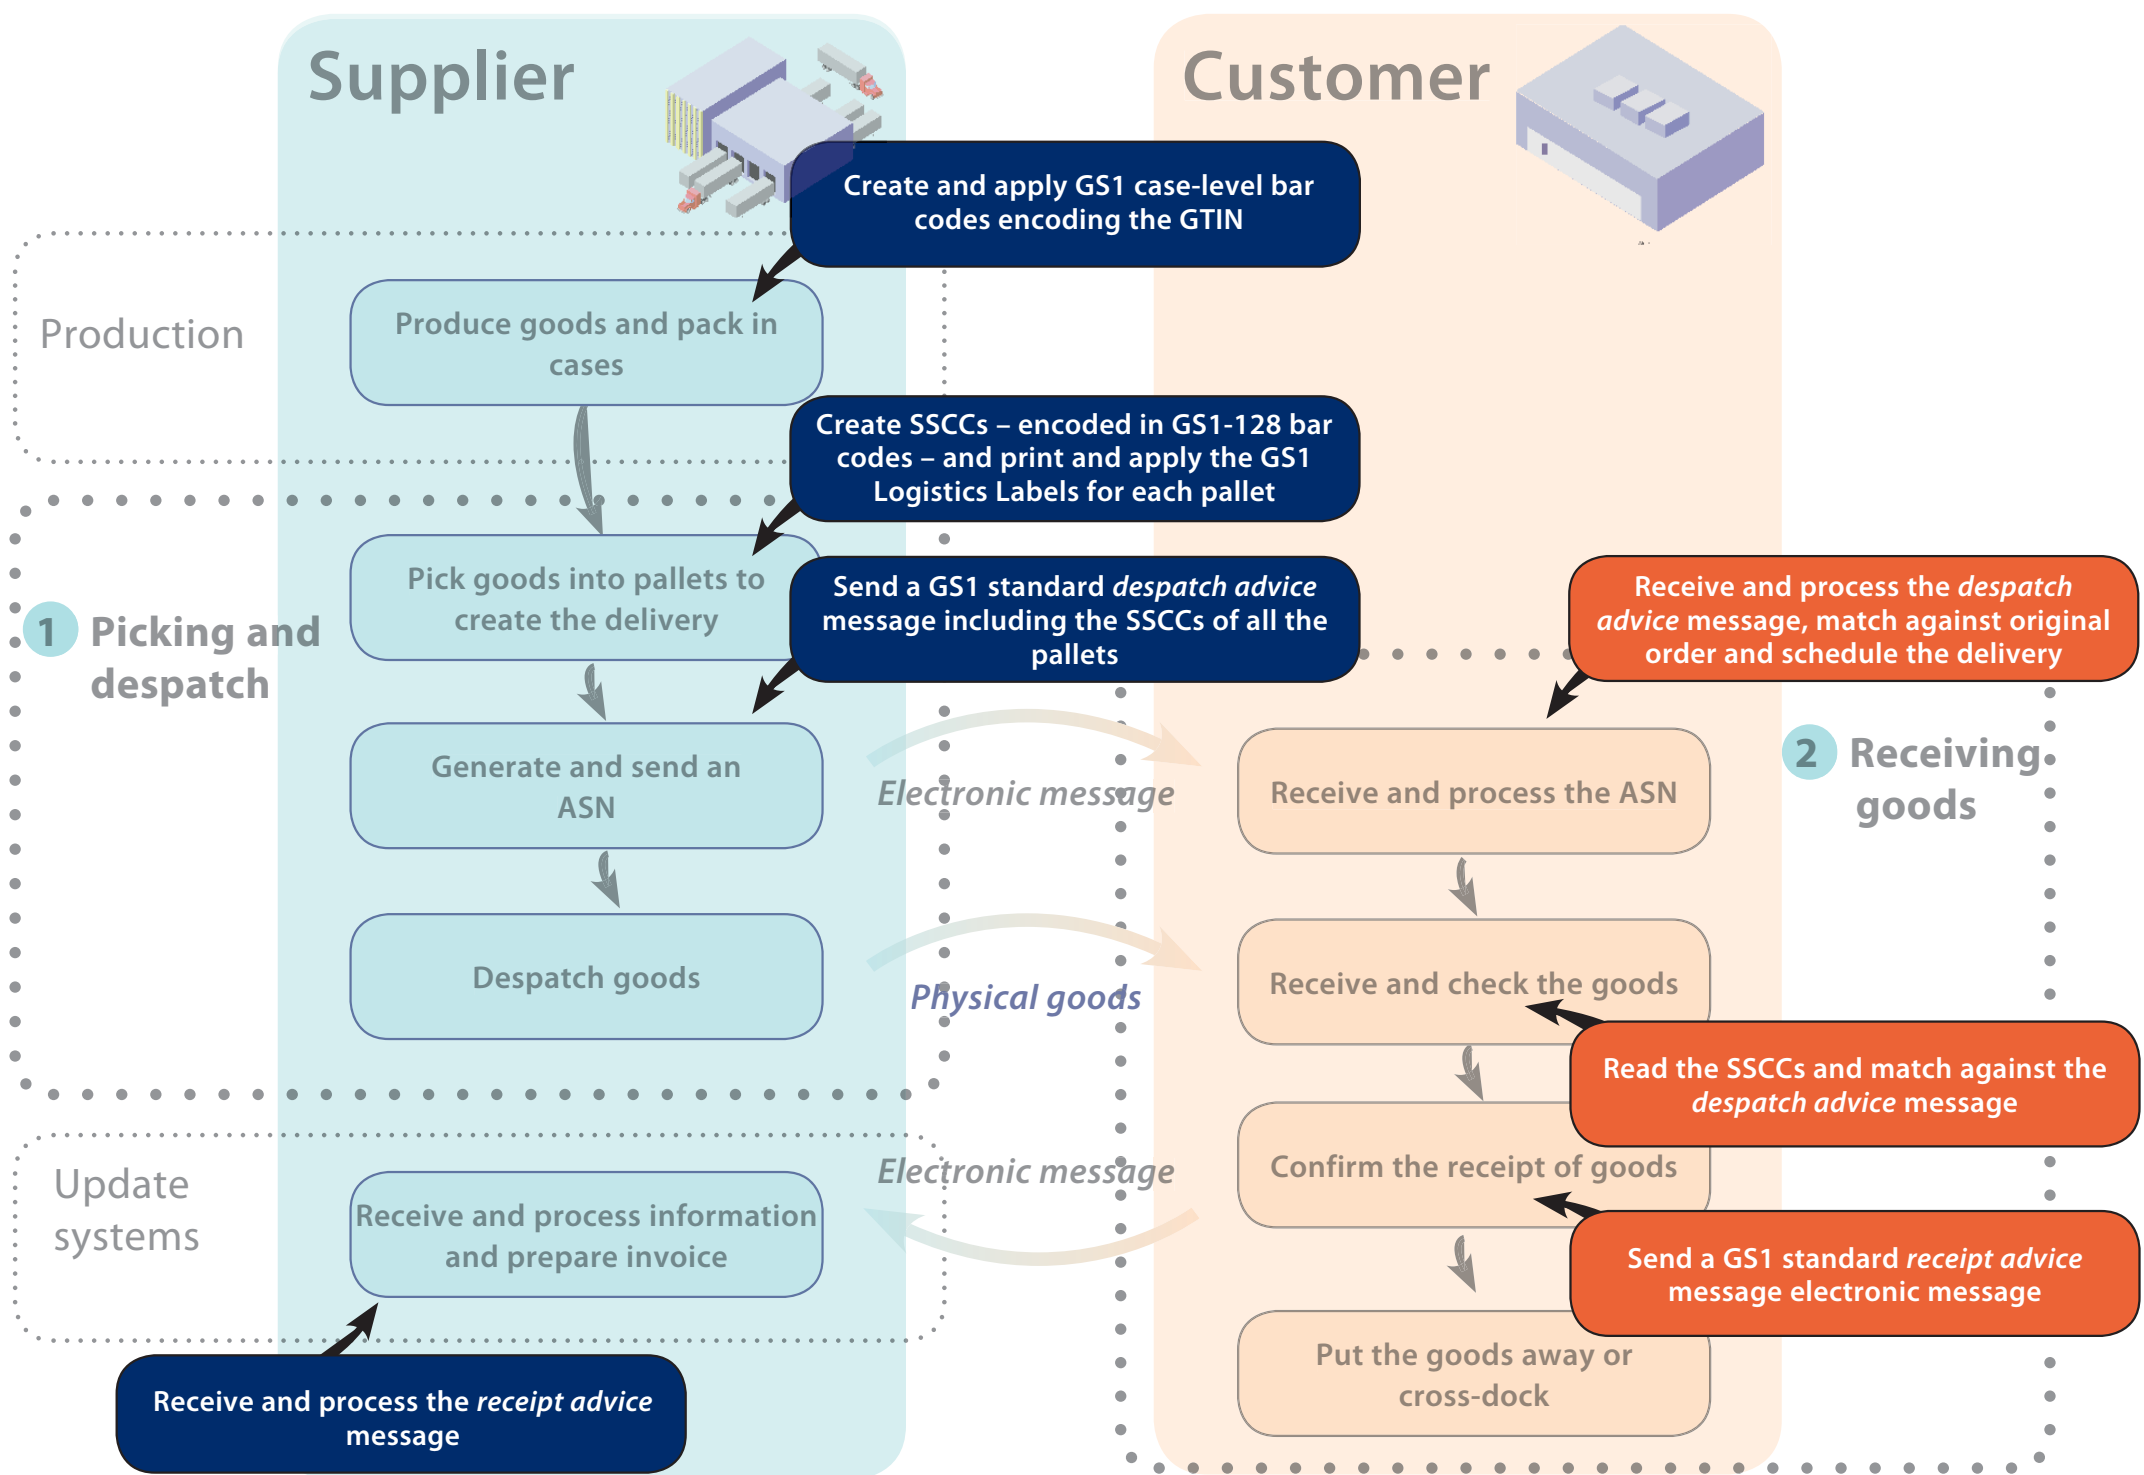 Supplier
Customer
Create and apply GS1 case-level bar
codes encoding the GTIN
Production
Produce goods and pack in
cases
Create SSCCs – encoded in GS1-128 bar
codes – and print and apply the GS1
Logistics Labels for each pallet
1 Picking and
despatch
Pick goods into pallets to
create the delivery
Send a GS1 standard despatch advice
message including the SSCCs of all the
pallets
Receive and process the despatch
advice message, match against original
order and schedule the delivery
Generate and send an
ASN
Electronic message
Receive and process the ASN
2 Receiving
goods
Despatch goods
Physical goods
Receive and check the goods
Read the SSCCs and match against the
despatch advice message
Update
systems
Receive and process information
and prepare invoice
Electronic message
Confirm the receipt of goods
Send a GS1 standard receipt advice
message electronic message
Put the goods away or
cross-dock
Receive and process the receipt advice
message